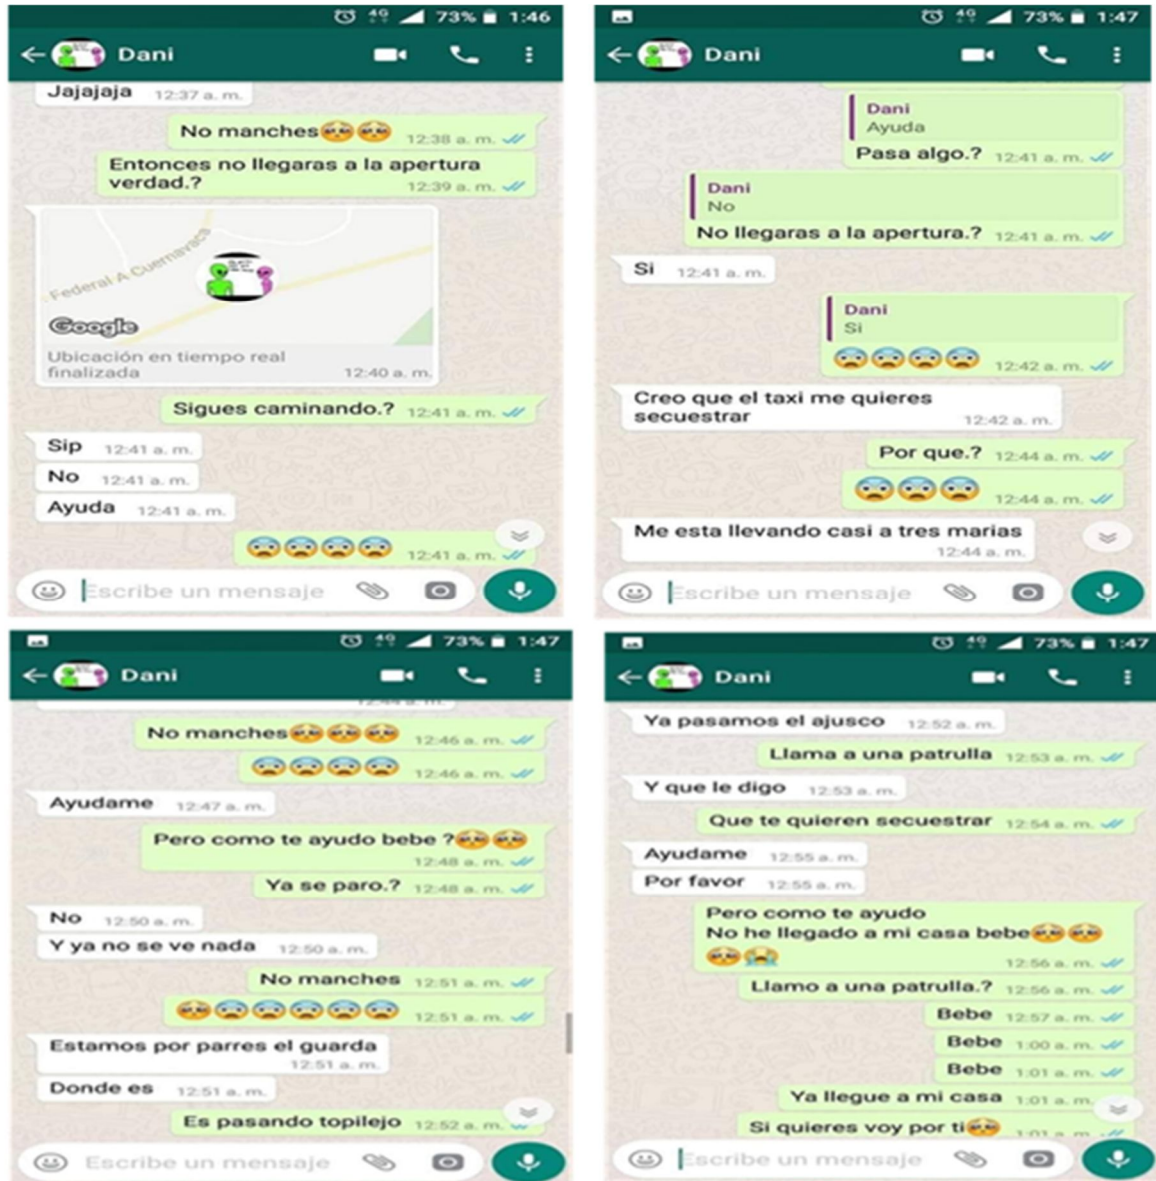 4G 73% 1:46
Dani
Jajajaja 12:37 a. m.
No manches 12:38 a. m.
Entonces no llegaras a la apertura
verdad.? 12:39 a. m.
Federal A Cuernavaca
Google
Ubicación en tiempo real
finalizada 12:40 a. m.
Sigues caminando.? 12:41 a. m.
Sip 12:41 a. m.
No 12:41 a. m.
Ayuda 12:41 a. m.
12:41 a. m.
Escribe un mensaje
4G 73% 1:47
Dani
Dani
Ayuda
Pasa algo.? 12:41 a. m.
Dani
No
No llegaras a la apertura.? 12:41 a. m.
Si 12:41 a. m.
Dani
Si
12:42 a. m.
Creo que el taxi me quieres
secuestrar 12:42 a. m.
Por que.? 12:44 a. m.
12:44 a. m.
Me esta llevando casi a tres marias
12:44 a. m.
Escribe un mensaje
4G 73% 1:47
Dani
12:44 a. m.
No manches 12:46 a. m.
12:46 a. m.
Ayudame 12:47 a. m.
Pero como te ayudo bebe ?
12:48 a. m.
Ya se paro.? 12:48 a. m.
No 12:50 a. m.
Y ya no se ve nada 12:50 a. m.
No manches 12:51 a. m.
12:51 a. m.
Estamos por parres el guarda
12:51 a. m.
Donde es 12:51 a. m.
Es pasando topilejo 12:52 a. m.
Escribe un mensaje
4G 73% 1:47
Dani
Ya pasamos el ajusco 12:52 a. m.
Llama a una patrulla 12:53 a. m.
Y que le digo 12:53 a. m.
Que te quieren secuestrar 12:54 a. m.
Ayudame 12:55 a. m.
Por favor 12:55 a. m.
Pero como te ayudo
No he llegado a mi casa bebe
12:56 a. m.
Llamo a una patrulla.? 12:56 a. m.
Bebe 12:57 a. m.
Bebe 1:00 a. m.
Bebe 1:01 a. m.
Ya llegue a mi casa 1:01 a. m.
Si quieres voy por ti 1:01 a. m.
Escribe un mensaje